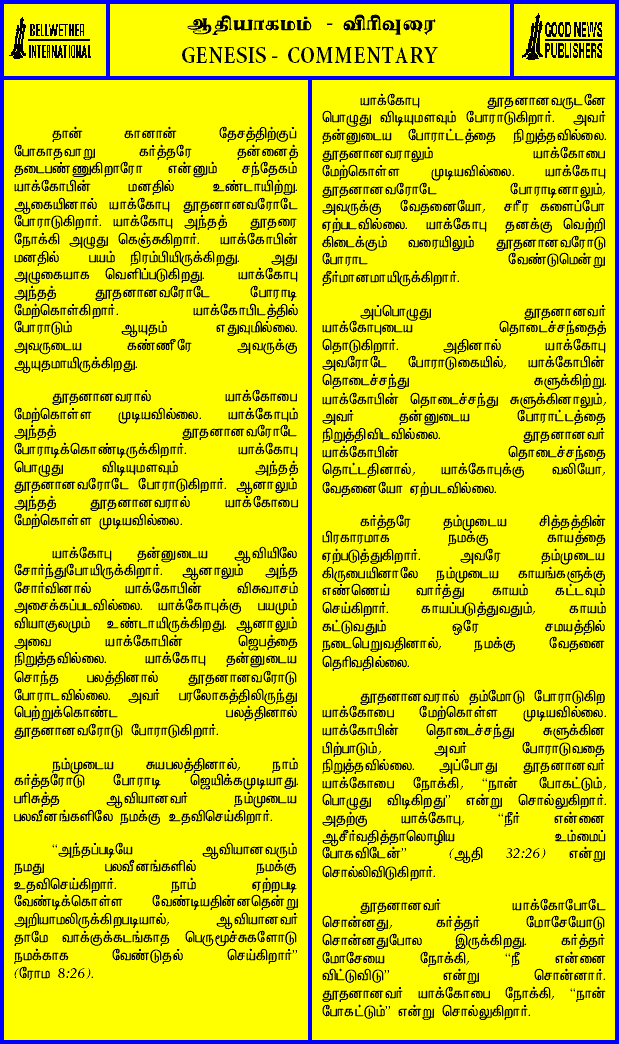 BELLWETHER
INTERNATIONAL
ஆதியாகமம் - விரிவுரை
GENESIS - COMMENTARY
GOOD NEWS
PUBLISHERS
தான் கானான் தேசத்திற்குப்
போகாதவாறு கர்த்தரே தன்னைத்
தடைபண்ணுகிறாரோ என்னும் சந்தேகம்
யாக்கோபின் மனதில் உண்டாயிற்று.
ஆகையினால் யாக்கோபு தூதனானவரோடே
போராடுகிறார். யாக்கோபு அந்தத் தூதரை
நோக்கி அழுது கெஞ்சுகிறார். யாக்கோபின்
மனதில் பயம் நிரம்பியிருக்கிறது. அது
அழுகையாக வெளிப்படுகிறது. யாக்கோபு
அந்தத் தூதனானவரோடே போராடி
மேற்கொள்கிறார். யாக்கோபிடத்தில்
போராடும் ஆயுதம் எதுவுமில்லை.
அவருடைய கண்ணீரே அவருக்கு
ஆயுதமாயிருக்கிறது.
தூதனானவரால் யாக்கோபை
மேற்கொள்ள முடியவில்லை. யாக்கோபும்
அந்தத் தூதனானவரோடே
போராடிக்கொண்டிருக்கிறார். யாக்கோபு
பொழுது விடியுமளவும் அந்தத்
தூதனானவரோடே போராடுகிறார். ஆனாலும்
அந்தத் தூதனானவரால் யாக்கோபை
மேற்கொள்ள முடியவில்லை.
யாக்கோபு தன்னுடைய ஆவியிலே
சோர்ந்துபோயிருக்கிறார். ஆனாலும் அந்த
சோர்வினால் யாக்கோபின் விசுவாசம்
அசைக்கப்படவில்லை. யாக்கோபுக்கு பயமும்
வியாகுலமும் உண்டாயிருக்கிறது. ஆனாலும்
அவை யாக்கோபின் ஜெபத்தை
நிறுத்தவில்லை. யாக்கோபு தன்னுடைய
சொந்த பலத்தினால் தூதனானவரோடு
போராடவில்லை. அவர் பரலோகத்திலிருந்து
பெற்றுக்கொண்ட பலத்தினால்
தூதனானவரோடு போராடுகிறார்.
நம்முடைய சுயபலத்தினால், நாம்
கர்த்தரோடு போராடி ஜெயிக்கமுடியாது.
பரிசுத்த ஆவியானவர் நம்முடைய
பலவீனங்களிலே நமக்கு உதவிசெய்கிறார்.
“அந்தப்படியே ஆவியானவரும்
நமது பலவீனங்களில் நமக்கு
உதவிசெய்கிறார். நாம் ஏற்றபடி
வேண்டிக்கொள்ள வேண்டியதின்னதென்று
அறியாமலிருக்கிறபடியால், ஆவியானவர்
தாமே வாக்குக்கடங்காத பெருமூச்சுகளோடு
நமக்காக வேண்டுதல் செய்கிறார்”
(ரோம 8:26).
யாக்கோபு தூதனானவருடனே
பொழுது விடியுமளவும் போராடுகிறார். அவர்
தன்னுடைய போராட்டத்தை நிறுத்தவில்லை.
தூதனானவராலும் யாக்கோபை
மேற்கொள்ள முடியவில்லை. யாக்கோபு
தூதனானவரோடே போராடினாலும்,
அவருக்கு வேதனையோ, சரீர களைப்போ
ஏற்படவில்லை. யாக்கோபு தனக்கு வெற்றி
கிடைக்கும் வரையிலும் தூதனானவரோடு
போராட வேண்டுமென்று
தீர்மானமாயிருக்கிறார்.
அப்பொழுது தூதனானவர்
யாக்கோபுடைய தொடைச்சந்தைத்
தொடுகிறார். அதினால் யாக்கோபு
அவரோடே போராடுகையில், யாக்கோபின்
தொடைச்சந்து சுளுக்கிற்று.
யாக்கோபின் தொடைச்சந்து சுளுக்கினாலும்,
அவர் தன்னுடைய போராட்டத்தை
நிறுத்திவிடவில்லை. தூதனானவர்
யாக்கோபின் தொடைச்சந்தை
தொட்டதினால், யாக்கோபுக்கு வலியோ,
வேதனையோ ஏற்படவில்லை.
கர்த்தரே தம்முடைய சித்தத்தின்
பிரகாரமாக நமக்கு காயத்தை
ஏற்படுத்துகிறார். அவரே தம்முடைய
கிருபையினாலே நம்முடைய காயங்களுக்கு
எண்ணெய் வார்த்து காயம் கட்டவும்
செய்கிறார். காயப்படுத்துவதும், காயம்
கட்டுவதும் ஒரே சமயத்தில்
நடைபெறுவதினால், நமக்கு வேதனை
தெரிவதில்லை.
தூதனானவரால் தம்மோடு போராடுகிற
யாக்கோபை மேற்கொள்ள முடியவில்லை.
யாக்கோபின் தொடைச்சந்து சுளுக்கின
பிற்பாடும், அவர் போராடுவதை
நிறுத்தவில்லை. அப்போது தூதனானவர்
யாக்கோபை நோக்கி, “நான் போகட்டும்,
பொழுது விடிகிறது” என்று சொல்லுகிறார்.
அதற்கு யாக்கோபு, “நீர் என்னை
ஆசீர்வதித்தாலொழிய உம்மைப்
போகவிடேன்” (ஆதி 32:26) என்று
சொல்லிவிடுகிறார்.
தூதனானவர் யாக்கோபோடே
சொன்னது, கர்த்தர் மோசேயோடு
சொன்னதுபோல இருக்கிறது. கர்த்தர்
மோசேயை நோக்கி, “நீ என்னை
விட்டுவிடு” என்று சொன்னார்.
தூதனானவர் யாக்கோபை நோக்கி, “நான்
போகட்டும்” என்று சொல்லுகிறார்.